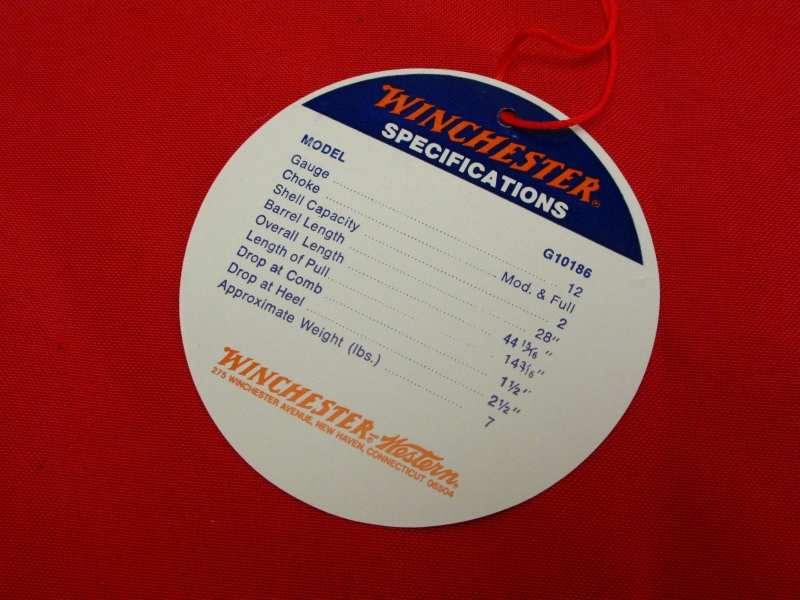 WINCHESTER®
SPECIFICATIONS
MODEL G10186
Gauge 12
Choke Mod. & Full
Shell Capacity 2
Barrel Length 28"
Overall Length 44 13/16 "
Length of Pull 14 3/16"
Drop at Comb 1½"
Drop at Heel 2½"
Approximate Weight (lbs.) 7
WINCHESTER-Western®
275 WINCHESTER AVENUE, NEW HAVEN, CONNECTICUT 06504